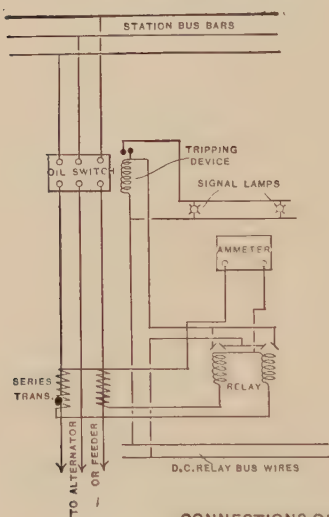 STATION BUS BARS
OIL SWITCH
TRIPPING
DEVICE
SIGNAL LAMPS
AMMETER
SERIES
TRANS.
RELAY
D.C. RELAY BUS WIRES
TO ALTERNATOR
OR FEEDER